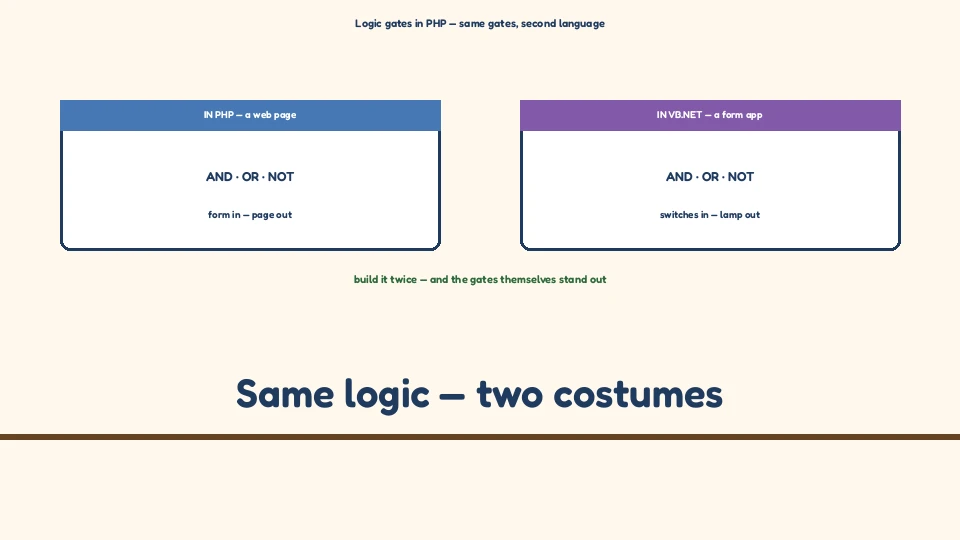 Logic gates in PHP — same gates, second language
IN PHP — a web page
AND · OR · NOT
form in — page out
IN VB.NET — a form app
AND · OR · NOT
switches in — lamp out
build it twice — and the gates themselves stand out
Same logic — two costumes